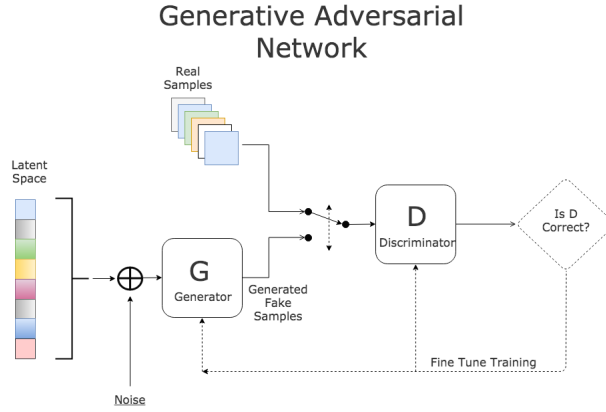 Generative Adversarial
Network
Real
Samples
Latent
Space
G
Generator
Noise
Generated
Fake
Samples
D
Discriminator
Is D
Correct?
Fine Tune Training